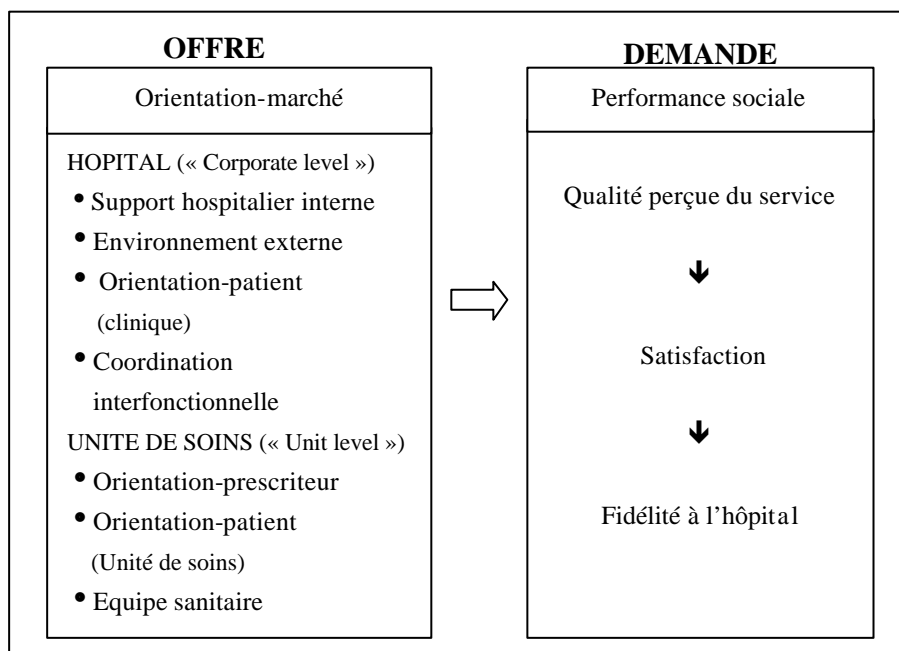 OFFRE
Orientation-marché
HOPITAL (« Corporate level »)
• Support hospitalier interne
• Environnement externe
• Orientation-patient
(clinique)
• Coordination
interfonctionnelle
UNITE DE SOINS (« Unit level »)
• Orientation-prescriteur
• Orientation-patient
(Unité de soins)
• Equipe sanitaire
DEMANDE
Performance sociale
Qualité perçue du service
Satisfaction
Fidélité à l’hôpital